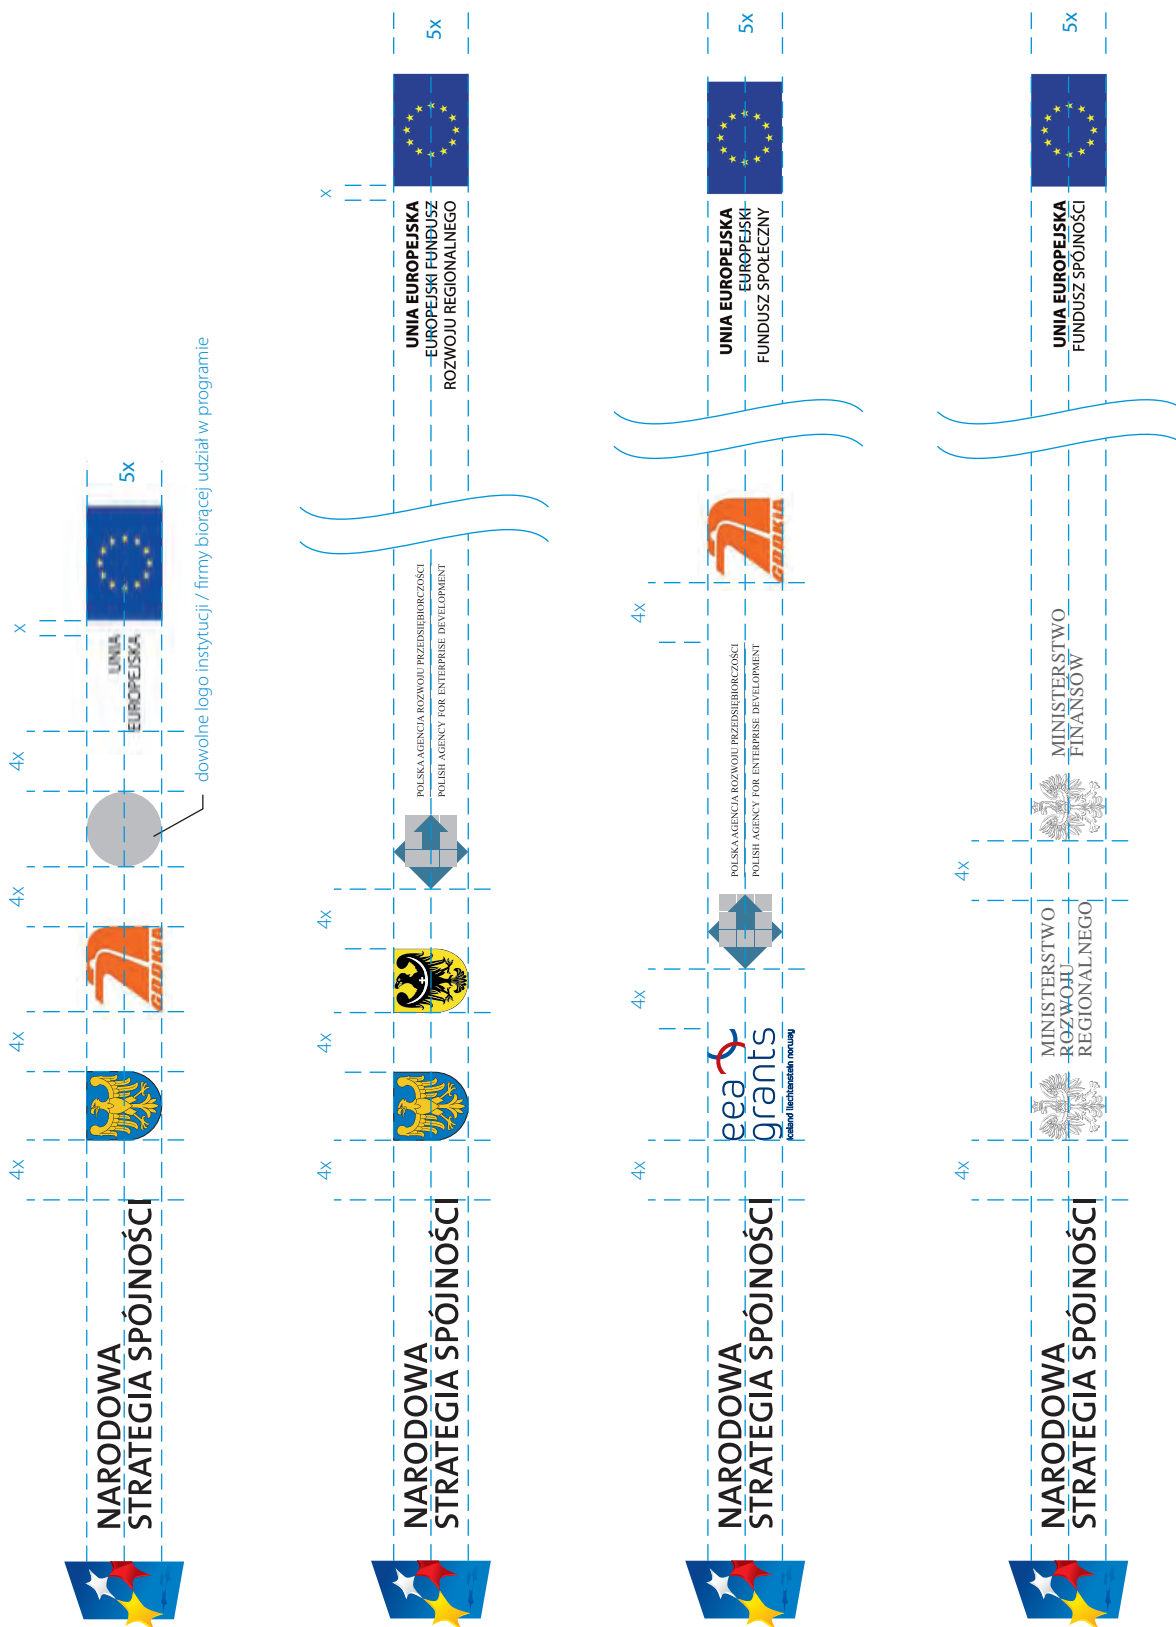 NARODOWA
STRATEGIA SPÓJNOŚCI
4x
4x
4x
4x
UNIA
EUROPEJSKA
x
5x
dowolne logo instytucji / firmy biorącej udział w programie
NARODOWA
STRATEGIA SPÓJNOŚCI
4x
4x
4x
POLSKA AGENCJA ROZWOJU PRZEDSIĘBIORCZOŚCI
POLISH AGENCY FOR ENTERPRISE DEVELOPMENT
UNIA EUROPEJSKA
EUROPEJSKI FUNDUSZ
ROZWOJU REGIONALNEGO
x
5x
NARODOWA
STRATEGIA SPÓJNOŚCI
4x
eea
grants
iceland liechtenstein norway
4x
POLSKA AGENCJA ROZWOJU PRZEDSIĘBIORCZOŚCI
POLISH AGENCY FOR ENTERPRISE DEVELOPMENT
4x
UNIA EUROPEJSKA
EUROPEJSKI
FUNDUSZ SPOŁECZNY
5x
NARODOWA
STRATEGIA SPÓJNOŚCI
4x
MINISTERSTWO
ROZWOJU
REGIONALNEGO
4x
MINISTERSTWO
FINANSÓW
UNIA EUROPEJSKA
FUNDUSZ SPÓJNOŚCI
5x